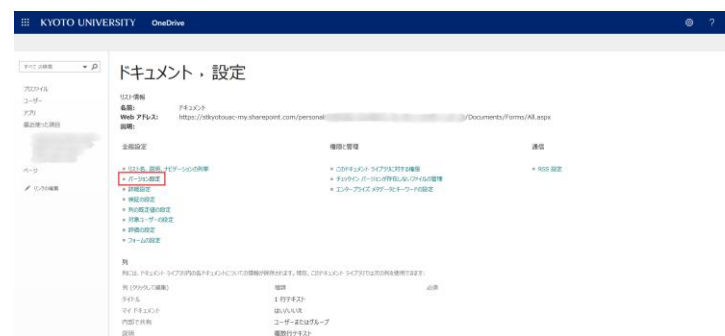 KYOTO UNIVERSITY OneDrive
?
すべて の検索
ドキュメント ・ 設定
プロファイル
ユーザー
アプリ
最近使った項目
ページ
リンクの編集
リスト情報
名前: ドキュメント
Web アドレス: https://stkyotouac-my.sharepoint.com/personal /Documents/Forms/All.aspx
説明:
全般設定 権限と管理 通信
リスト名、説明、ナビゲーションの列挙
バージョン設定
詳細設定
検証の設定
列の既定値の設定
対象ユーザーの設定
評価の設定
フォームの設定
このドキュメント ライブラリに対する権限
チェックイン バージョンが存在しないファイルの管理
エンタープライズ メタデータとキーワードの設定
RSS 設定
列
列には、ドキュメント ライブラリ内の各ドキュメントについての情報が保存されます。現在、このドキュメント ライブラリでは次の列を使用できます:
列 (クリックして編集) 種類 必須
タイトル 1 行テキスト
マイ ドキュメント はい/いいえ
内部で共有 ユーザーまたはグループ
説明 複数行テキスト